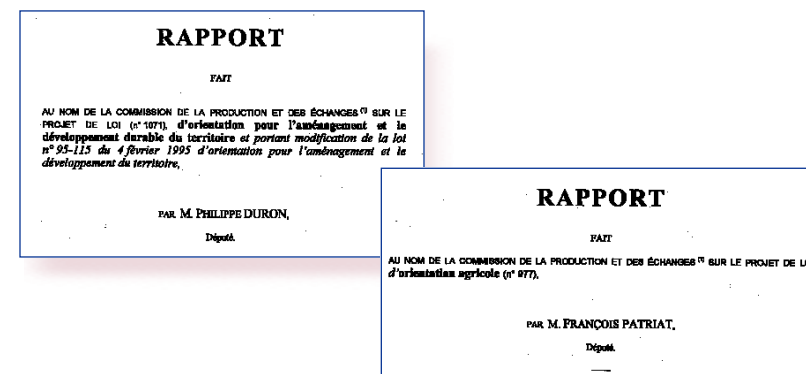 RAPPORT
FAIT
AU NOM DE LA COMMISSION DE LA PRODUCTION ET DES ÉCHANGES (1) SUR LE
PROJET DE LOI (n° 1071), d'orientation pour l'aménagement et le
développement durable du territoire et portant modification de la loi
n° 95-115 du 4 février 1995 d'orientation pour l'aménagement et le
développement du territoire,
PAR M. PHILIPPE DURON,
Député.
RAPPORT
FAIT
AU NOM DE LA COMMISSION DE LA PRODUCTION ET DES ÉCHANGES (1) SUR LE PROJET DE
d'orientation agricole (n° 977),
PAR M. FRANÇOIS PATRIAT,
Député.